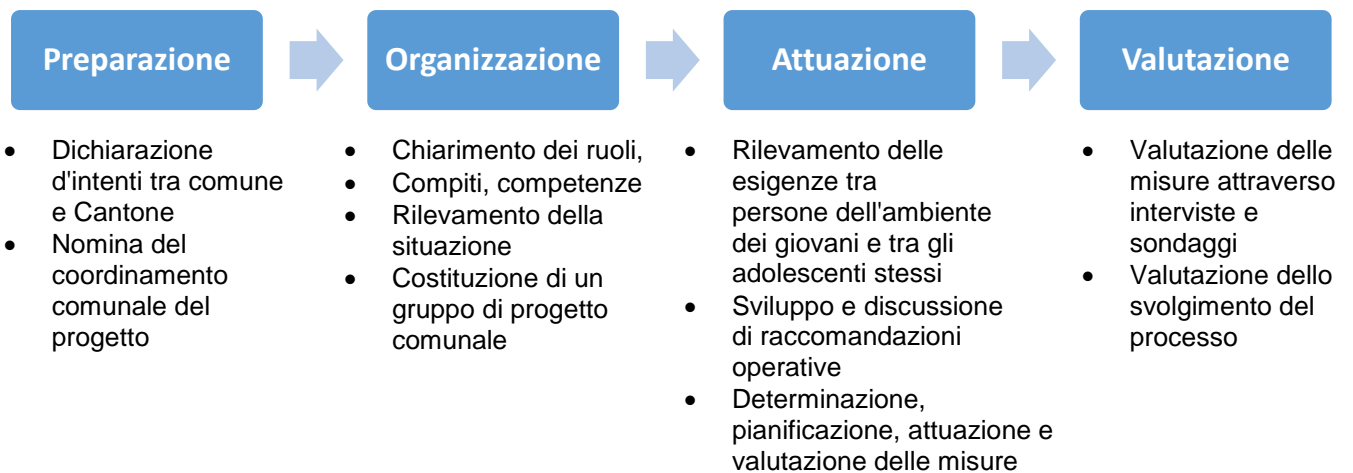 Preparazione
Organizzazione
Attuazione
Valutazione
• Dichiarazione
d'intenti tra comune
e Cantone
• Nomina del
coordinamento
comunale del
progetto
• Chiarimento dei ruoli,
• Compiti, competenze
• Rilevamento della
situazione
• Costituzione di un
gruppo di progetto
comunale
• Rilevamento delle
esigenze tra
persone dell'ambiente
dei giovani e tra gli
adolescenti stessi
• Sviluppo e discussione
di raccomandazioni
operative
• Determinazione,
pianificazione, attuazione e
valutazione delle misure
• Valutazione delle
misure attraverso
interviste e
sondaggi
• Valutazione dello
svolgimento del
processo